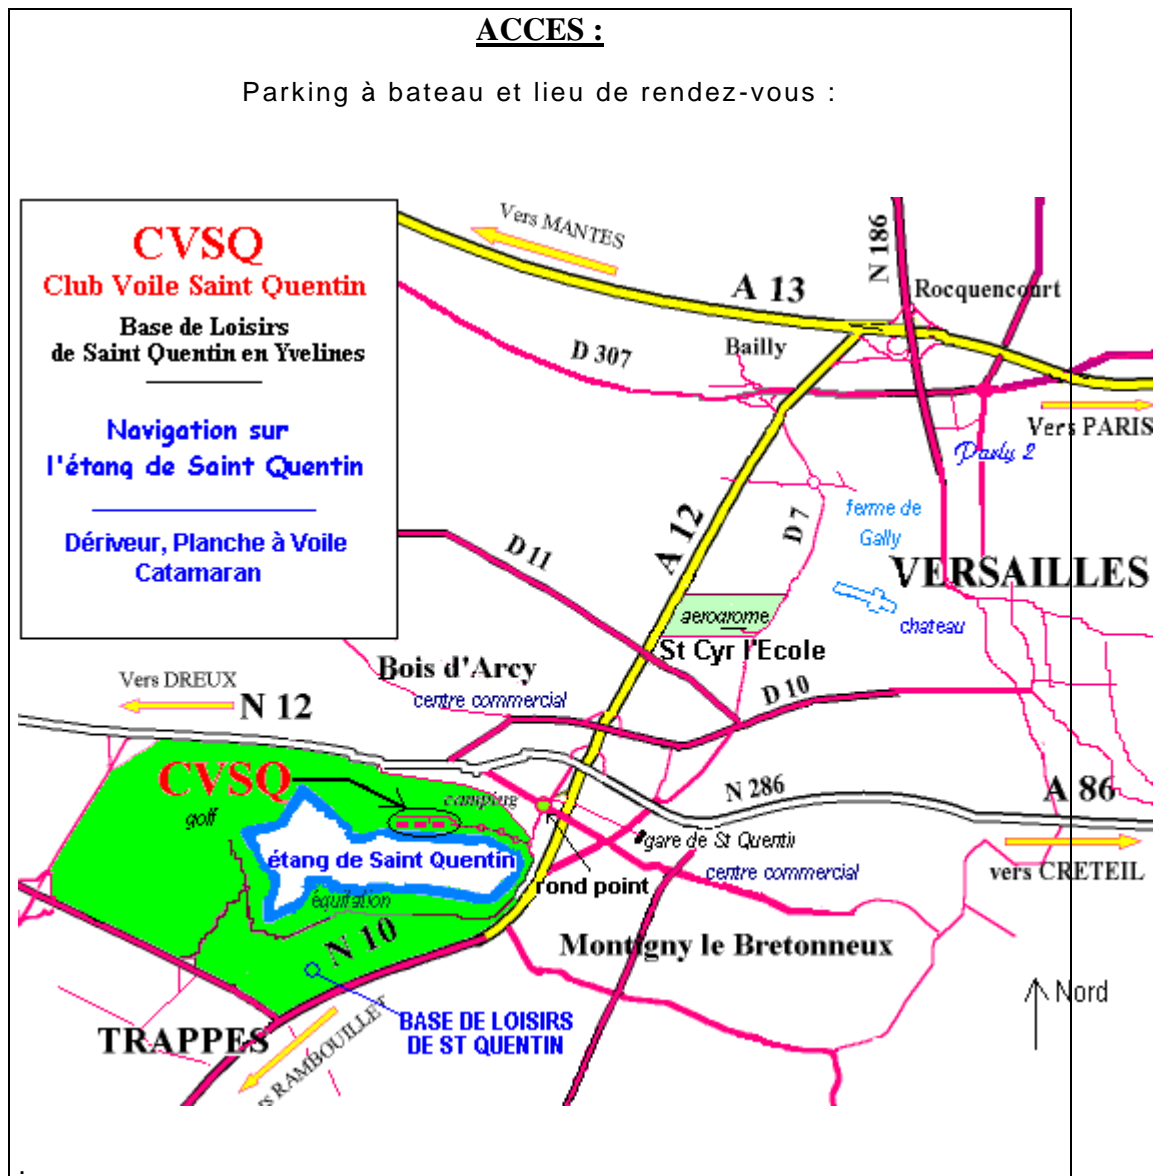 ACCES :
Parking à bateau et lieu de rendez-vous :
CVSQ
Club Voile Saint Quentin
Base de Loisirs
de Saint Quentin en Yvelines
Navigation sur
l'étang de Saint Quentin
Dériveur, Planche à Voile
Catamaran
Vers MANTES
A 13
N 186
Rocquencourt
D 307
Bailly
Vers PARIS
Parly 2
A 12
D 7
ferme de
Gally
D 11
VERSAILLES
aerodrome
chateau
St Cyr l'Ecole
Bois d'Arcy
centre commercial
D 10
Vers DREUX
N 12
CVSQ
camping
N 286
A 86
golf
gare de St Quentin
étang de Saint Quentin
centre commercial
vers CRETEIL
rond point
équitation
N 10
Montigny le Bretonneux
Nord
BASE DE LOISIRS
DE ST QUENTIN
TRAPPES
rs RAMBOUILLET
.